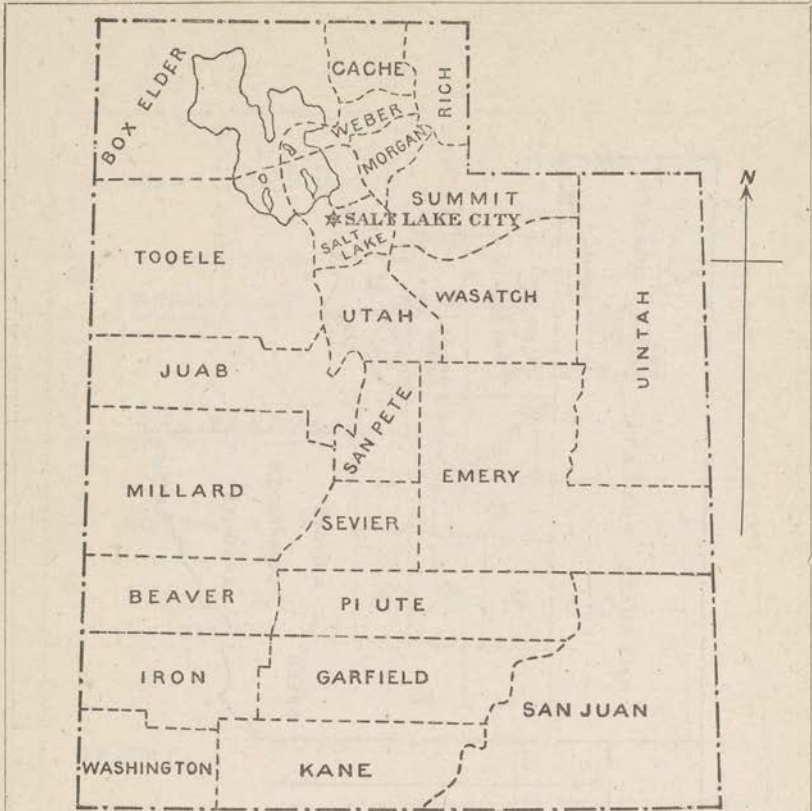 BOX ELDER
CACHE
RICH
WEBER
MORGAN
N
SUMMIT
SALT LAKE CITY
SALT
LAKE
TOOELE
WASATCH
UTAH
UINTAH
JUAB
SAN PETE
EMERY
MILLARD
SEVIER
BEAVER
PI UTE
IRON
GARFIELD
SAN JUAN
WASHINGTON
KANE